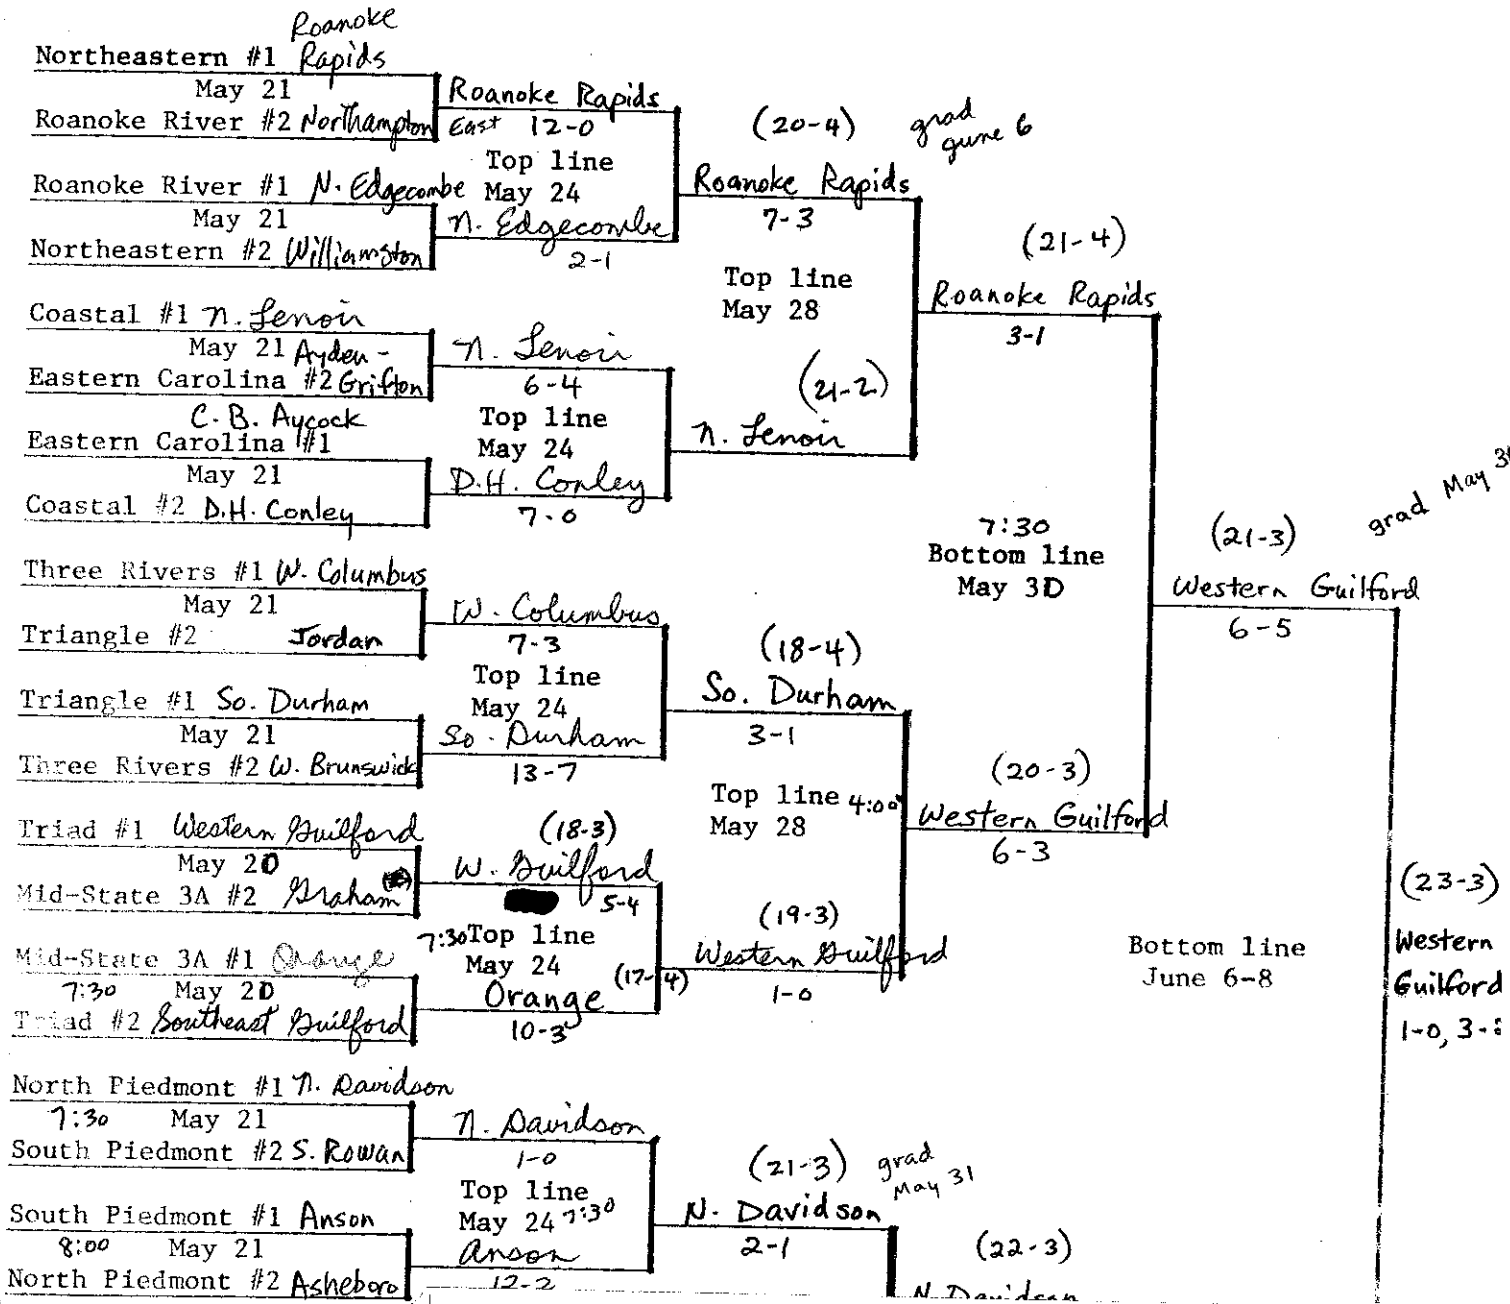 Roanoke
Northeastern #1 Rapids
May 21
Roanoke River #2 Northampton
Roanoke Rapids
East 12-0
Top line
May 24
Roanoke River #1 N. Edgecombe
May 21
Northeastern #2 Williamston
N. Edgecombe
2-1
(20-4)
grad
june 6
Roanoke Rapids
7-3
Top line
May 28
(21-4)
Roanoke Rapids
3-1
Coastal #1 N. Lenoir
May 21 Ayden-
Eastern Carolina #2 Grifton
N. Lenoir
6-4
Top line
May 24
C. B. Aycock
Eastern Carolina #1
May 21
Coastal #2 D.H. Conley
D.H. Conley
7-0
(21-2)
N. Lenoir
7:30
Bottom line
May 30
(21-3)
grad May
Western Guilford
6-5
Three Rivers #1 W. Columbus
May 21
Triangle #2 Jordan
W. Columbus
7-3
Top line
May 24
Triangle #1 So. Durham
May 21
Three Rivers #2 W. Brunswick
So. Durham
13-7
(18-4)
So. Durham
3-1
Top line 4:00
May 28
(20-3)
Western Guilford
6-3
Triad #1 Western Guilford
May 20
Mid-State 3A #2 Graham
(18-3)
W. Guilford
5-4
7:30 Top line
May 24
Mid-State 3A #1 Orange
7:30 May 20
Triad #2 Southeast Guilford
(17-4)
Orange
10-3
(19-3)
Western Guilford
1-0
Bottom line
June 6-8
(23-3)
Western
Guilford
1-0, 3-
North Piedmont #1 N. Davidson
7:30 May 21
South Piedmont #2 S. Rowan
N. Davidson
1-0
Top line
May 24 7:30
South Piedmont #1 Anson
8:00 May 21
North Piedmont #2 Asheboro
Anson
12-2
(21-3)
grad
May 31
N. Davidson
2-1
(22-3)
N. Davidson